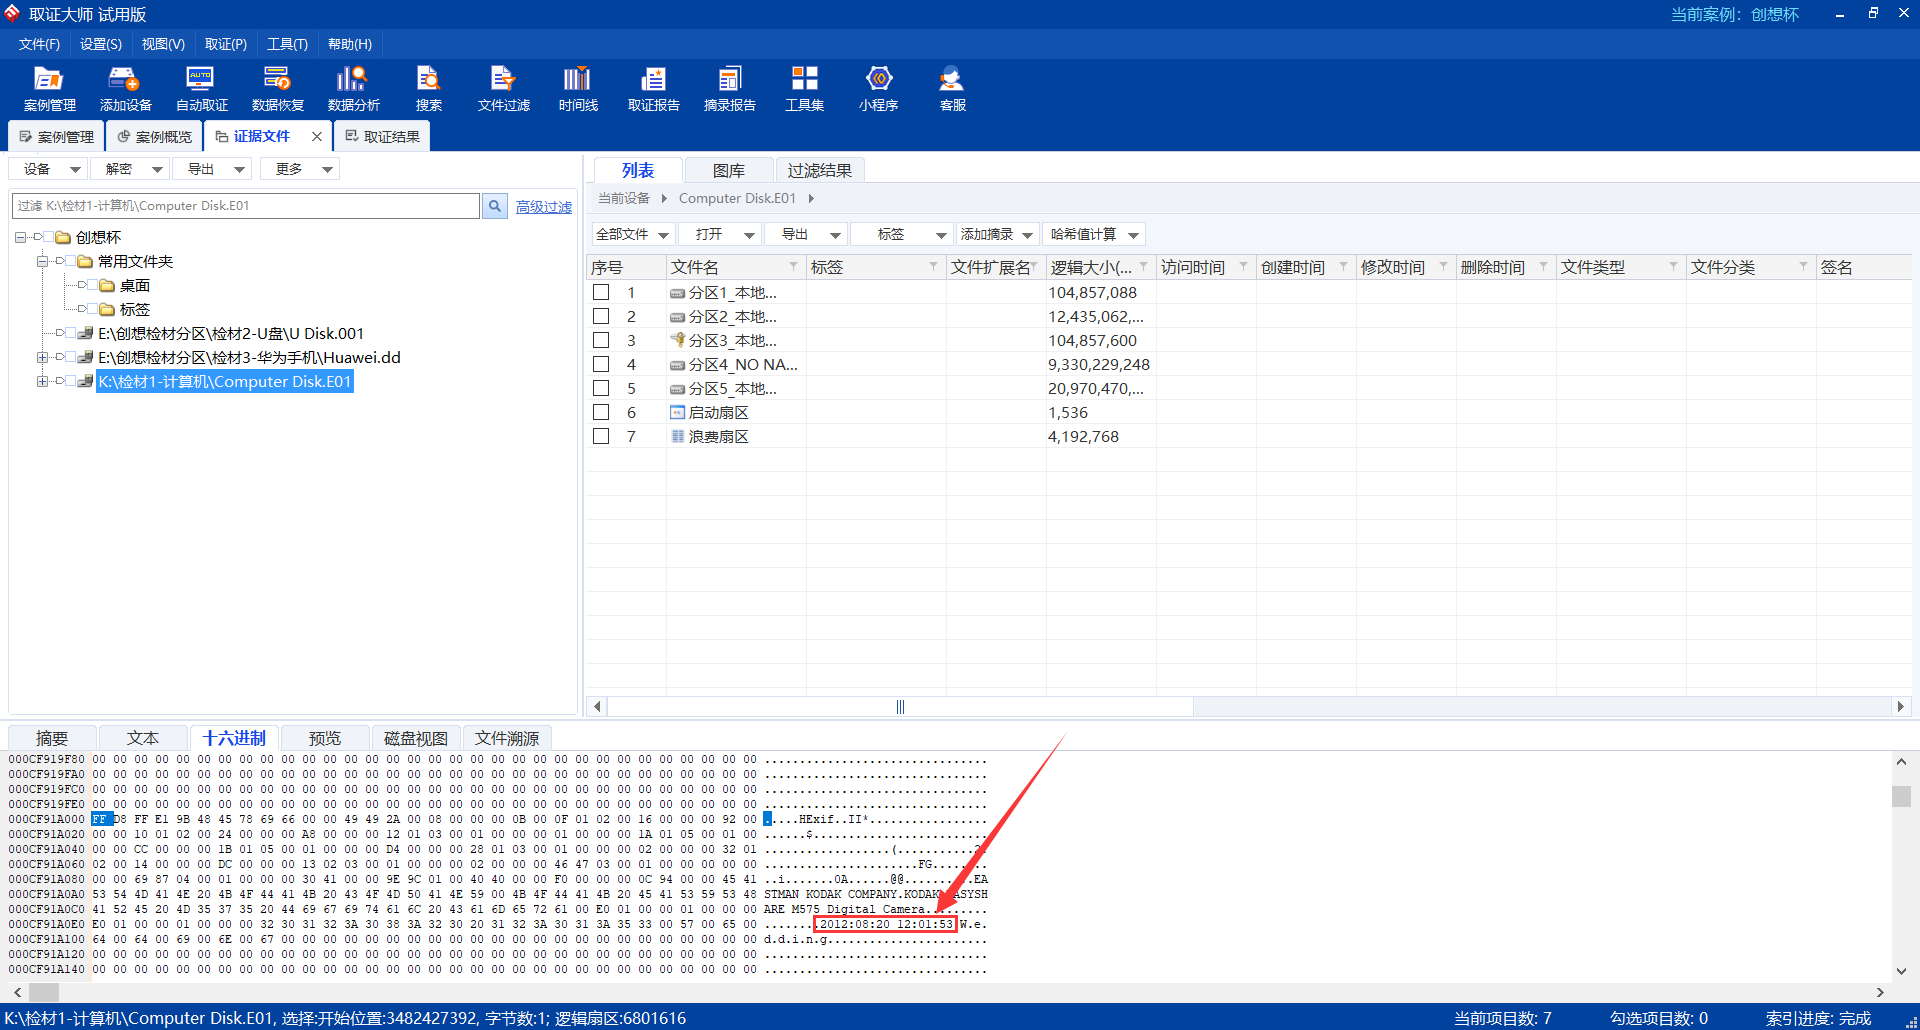 取证大师 试用版
当前案例: 创想杯
文件(F) 设置(S) 视图(V) 取证(P) 工具(T) 帮助(H)
案例管理 添加设备 自动取证 数据恢复 数据分析 搜索 文件过滤 时间线 取证报告 摘录报告 工具集 小程序 客服
案例管理 案例概览 证据文件 取证结果
设备 解密 导出 更多
过滤 K:\检材1-计算机\Computer Disk.E01
高级过滤
创想杯
常用文件夹
桌面
标签
E:\创想检材分区\检材2-U盘\U Disk.001
E:\创想检材分区\检材3-华为手机\Huawei.dd
K:\检材1-计算机\Computer Disk.E01
列表 图库 过滤结果
当前设备 Computer Disk.E01
全部文件 打开 导出 标签 添加摘录 哈希值计算
序号 文件名 标签 文件扩展名 逻辑大小(... 访问时间 创建时间 修改时间 删除时间 文件类型 文件分类 签名
1 分区1_本地... 104,857,088
2 分区2_本地... 12,435,062,...
3 分区3_本地... 104,857,600
4 分区4_NO NA... 9,330,229,248
5 分区5_本地... 20,970,470,...
6 启动扇区 1,536
7 浪费扇区 4,192,768
摘要 文本 十六进制 预览 磁盘视图 文件溯源
000CF919F80 00 00 00 00 00 00 00 00 00 00 00 00 00 00 00 00 00 00 00 00 00 00 00 00 00 00 00 00 00 00 00 00 ................................
000CF919FA0 00 00 00 00 00 00 00 00 00 00 00 00 00 00 00 00 00 00 00 00 00 00 00 00 00 00 00 00 00 00 00 00 ................................
000CF919FC0 00 00 00 00 00 00 00 00 00 00 00 00 00 00 00 00 00 00 00 00 00 00 00 00 00 00 00 00 00 00 00 00 ................................
000CF919FE0 00 00 00 00 00 00 00 00 00 00 00 00 00 00 00 00 00 00 00 00 00 00 00 00 00 00 00 00 00 00 00 00 ................................
000CF91A000 FF D8 FF E1 9B 48 45 78 69 66 00 00 49 49 2A 00 08 00 00 00 0B 00 0F 01 02 00 16 00 00 00 92 00 .....HExif..II*.................
000CF91A020 00 00 10 01 02 00 24 00 00 00 A8 00 00 00 12 01 03 00 01 00 00 00 01 00 00 00 1A 01 05 00 01 00 ......$.........................
000CF91A040 00 00 CC 00 00 00 1B 01 05 00 01 00 00 00 D4 00 00 00 28 01 03 00 01 00 00 00 02 00 00 00 32 01 ..................(...........2.
000CF91A060 02 00 14 00 00 00 DC 00 00 00 13 02 03 00 01 00 00 00 02 00 00 00 46 47 03 00 01 00 00 00 00 00 ......................FG........
000CF91A080 00 00 69 87 04 00 01 00 00 00 30 41 00 00 9E 9C 01 00 40 40 00 00 F0 00 00 00 0C 94 00 00 45 41 ..i.......0A......@@..........EA
000CF91A0A0 53 54 4D 41 4E 20 4B 4F 44 41 4B 20 43 4F 4D 50 41 4E 59 00 4B 4F 44 41 4B 20 45 41 53 59 53 48 STMAN KODAK COMPANY.KODAK EASYSH
000CF91A0C0 41 52 45 20 4D 35 37 35 20 44 69 67 69 74 61 6C 20 43 61 6D 65 72 61 00 E0 01 00 00 01 00 00 00 ARE M575 Digital Camera.........
000CF91A0E0 E0 01 00 00 01 00 00 00 32 30 31 32 3A 30 38 3A 32 30 20 31 32 3A 30 31 3A 35 33 00 57 00 65 00 ........2012:08:20 12:01:53 W.e.
000CF91A100 64 00 64 00 69 00 6E 00 67 00 00 00 00 00 00 00 00 00 00 00 00 00 00 00 00 00 00 00 00 00 00 00 d.d.i.n.g.......................
000CF91A120 00 00 00 00 00 00 00 00 00 00 00 00 00 00 00 00 00 00 00 00 00 00 00 00 00 00 00 00 00 00 00 00 ................................
000CF91A140 00 00 00 00 00 00 00 00 00 00 00 00 00 00 00 00 00 00 00 00 00 00 00 00 00 00 00 00 00 00 00 00 ................................
K:\检材1-计算机\Computer Disk.E01, 选择:开始位置:3482427392, 字节数:1; 逻辑扇区:6801616
当前项目数: 7 勾选项目数: 0 索引进度: 完成